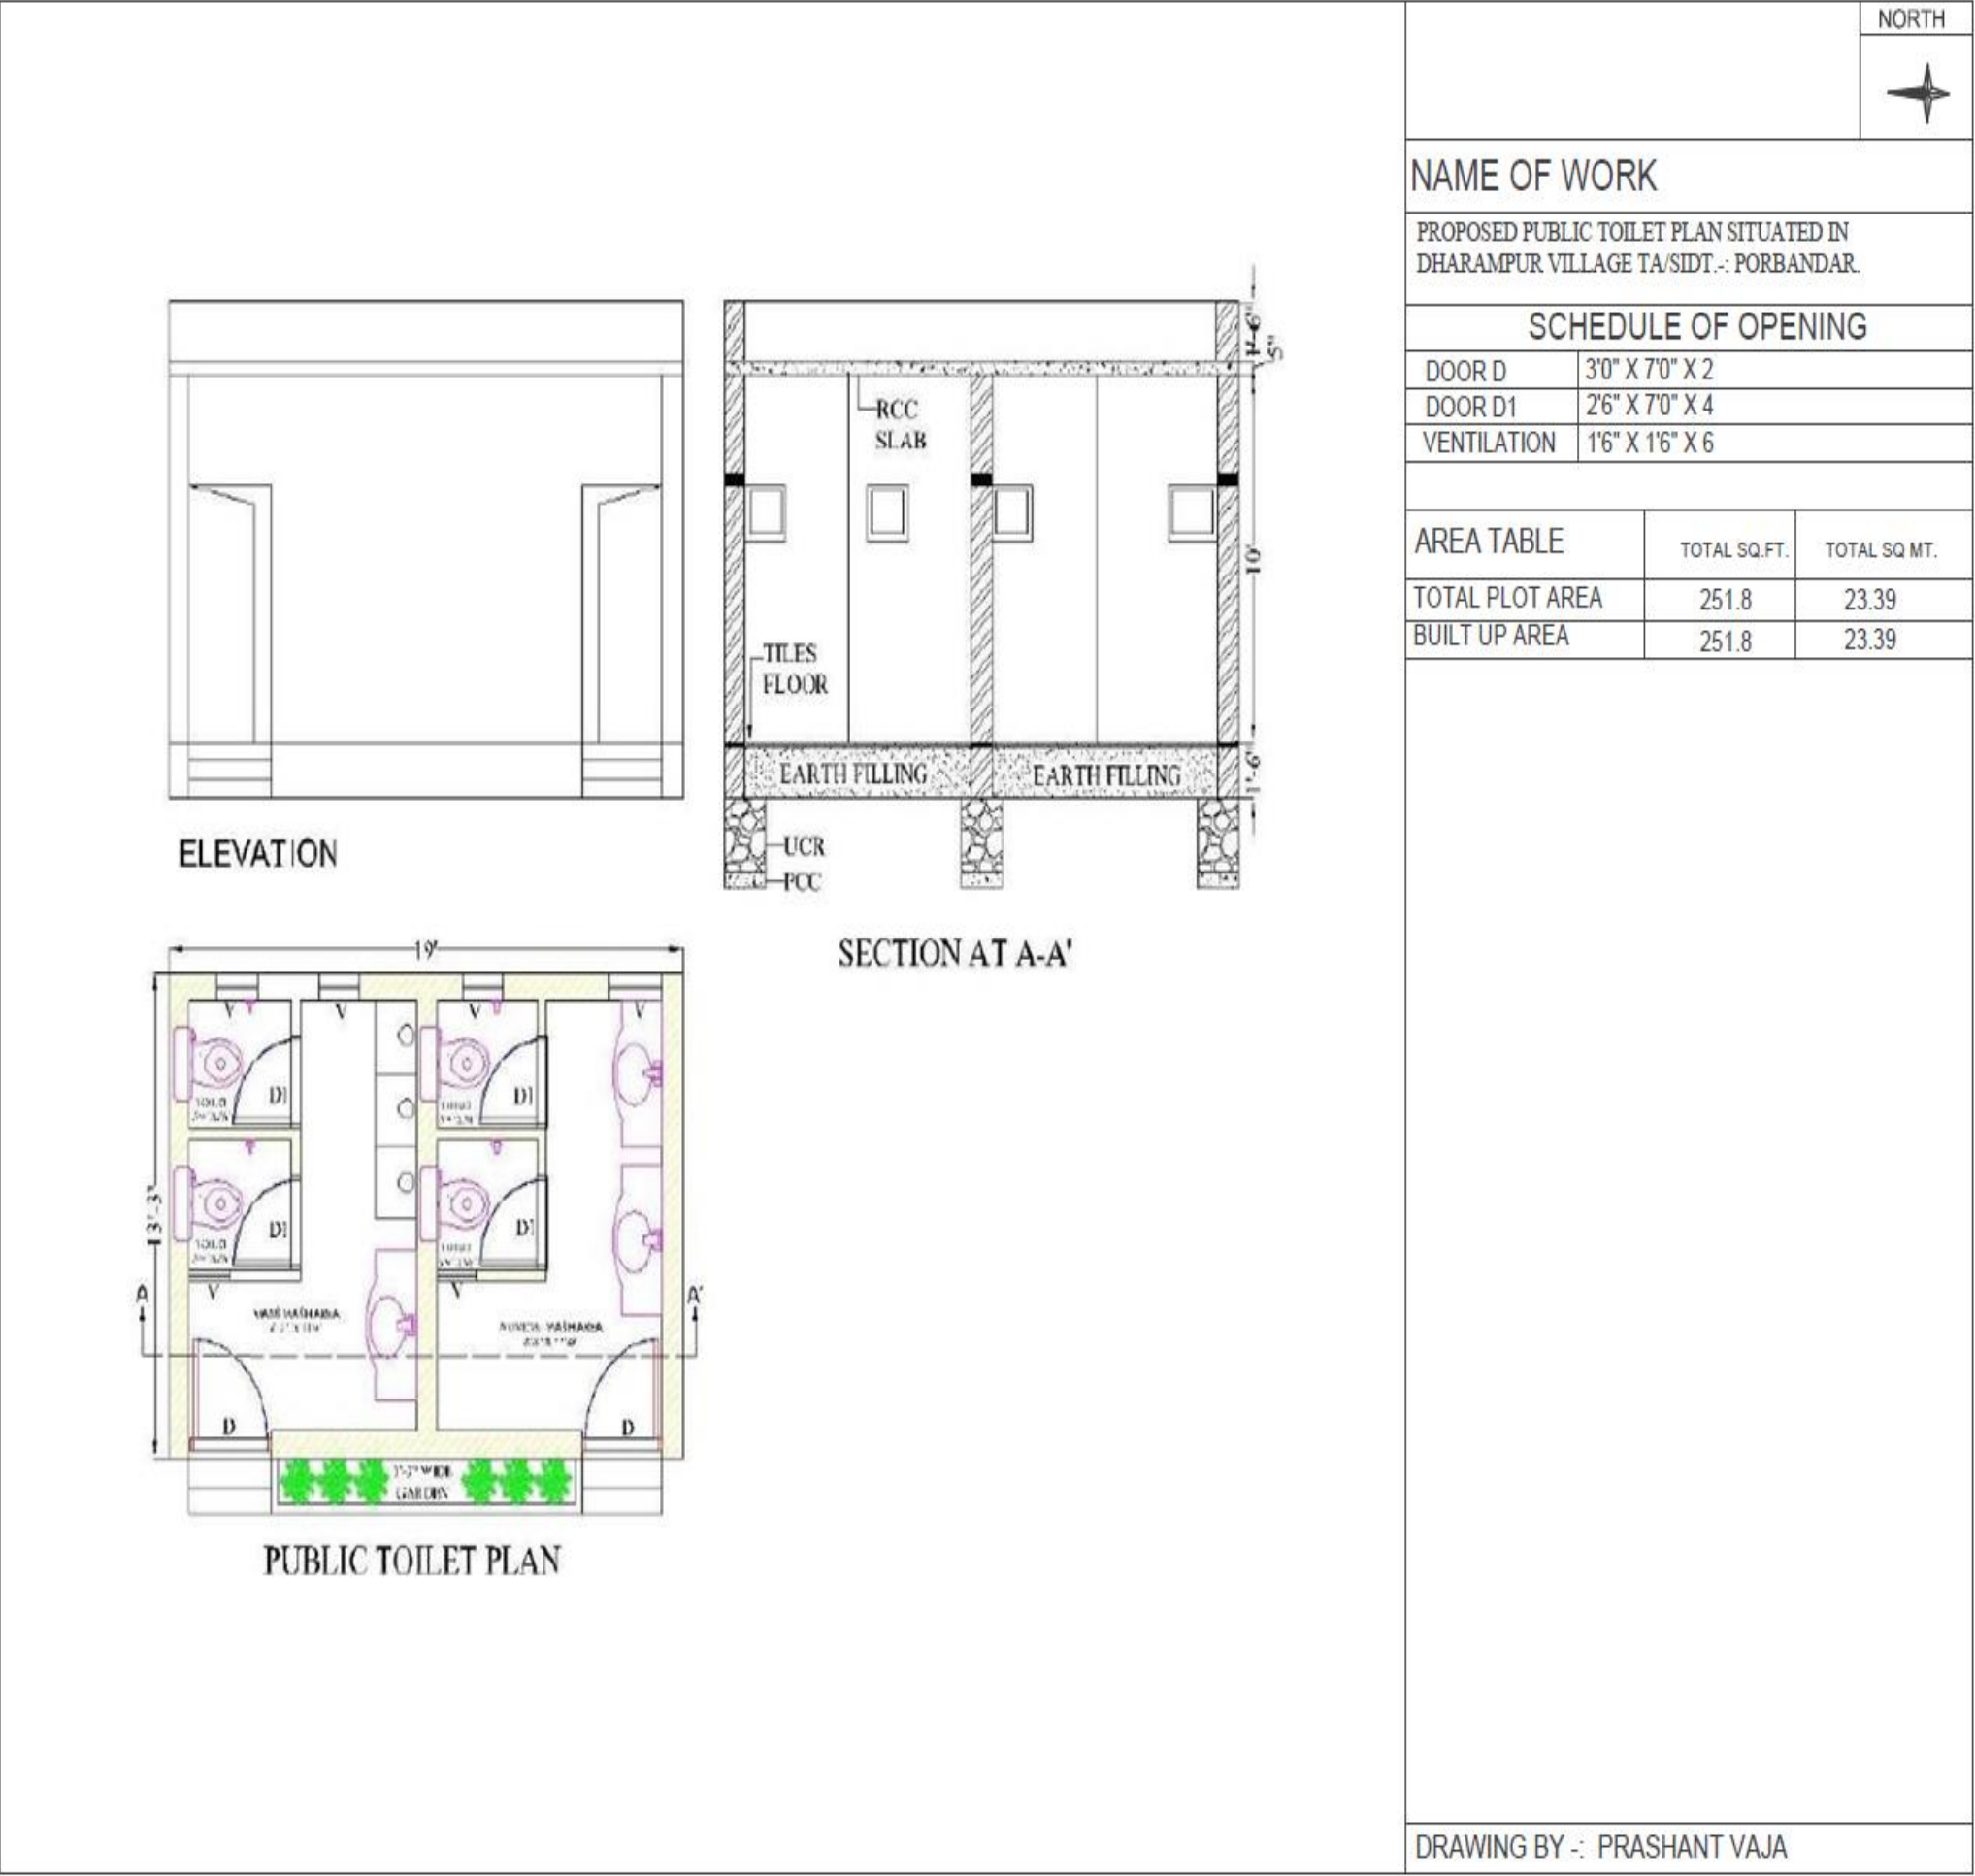 NORTH
NAME OF WORK
PROPOSED PUBLIC TOILET PLAN SITUATED IN
DHARAMPUR VILLAGE TA/SIDT.-: PORBANDAR.
SCHEDULE OF OPENING
DOOR D 3'0" X 7'0" X 2
DOOR D1 2'6" X 7'0" X 4
VENTILATION 1'6" X 1'6" X 6
AREA TABLE TOTAL SQ.FT. TOTAL SQ MT.
TOTAL PLOT AREA 251.8 23.39
BUILT UP AREA 251.8 23.39
1'-6"
5"
RCC
SLAB
10'
TILES
FLOOR
EARTH FILLING EARTH FILLING
1'-6"
UCR
PCC
ELEVATION
SECTION AT A-A'
19'
V V V V
D1 D1
13'-3"
D1 D1
V V
A A'
WASHAREA
WASHAREA
D D
WIDE
GARDEN
PUBLIC TOILET PLAN
DRAWING BY -: PRASHANT VAJA